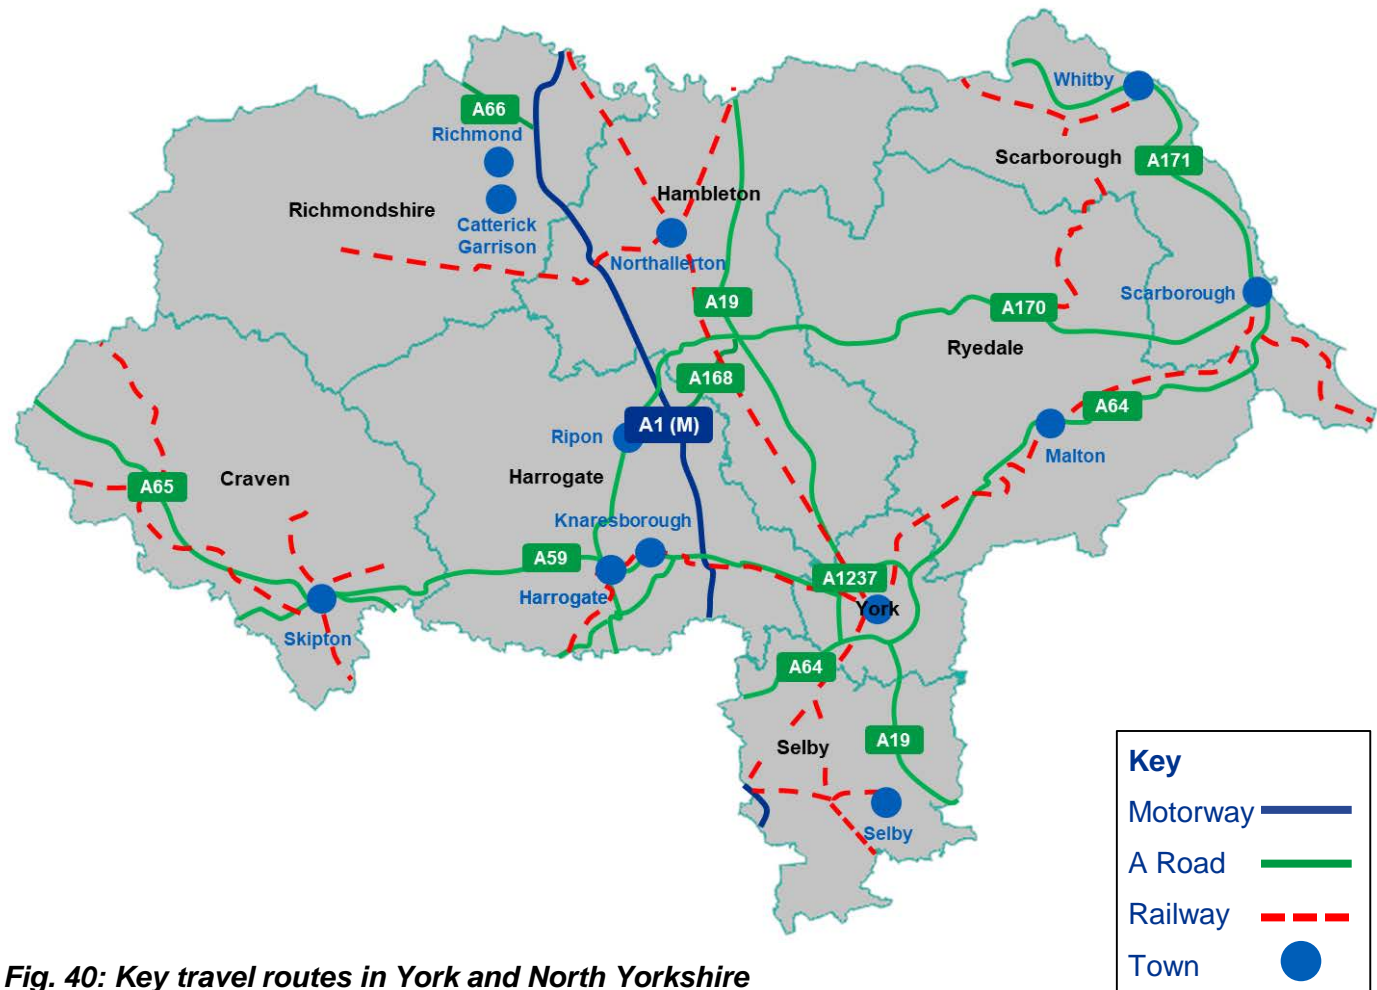 Whitby
A66
Richmond
Scarborough
A171
Hambleton
Richmondshire
Catterick
Garrison
Northallerton
Scarborough
A19
A170
Ryedale
A168
A64
A1 (M)
Ripon
Malton
Harrogate
Craven
A65
Knaresborough
A59
A1237
Harrogate
York
Skipton
A64
A19
Selby
Selby
Key
Motorway
A Road
Railway
Town
Fig. 40: Key travel routes in York and North Yorkshire